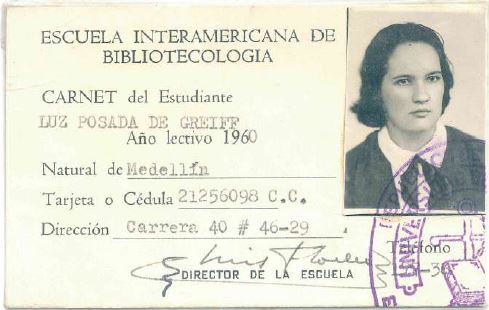 ESCUELA INTERAMERICANA DE
BIBLIOTECOLOGIA
CARNET del Estudiante
LUZ POSADA DE GREIFF
Año lectivo 1960
Natural de Medellín
Tarjeta o Cédula 21256098 C.C.
Dirección Carrera 40 # 46-29
Teléfono
DIRECTOR DE LA ESCUELA